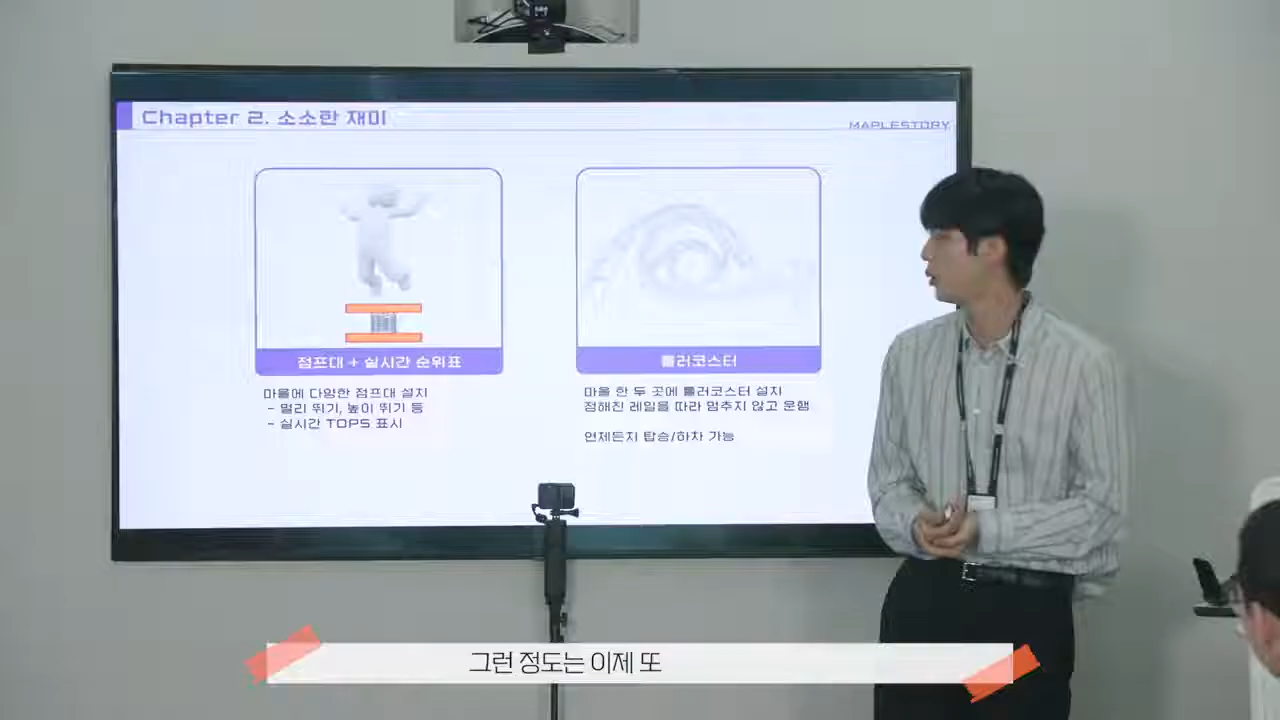 Chapter 2. 소소한 재미
MAPLESTORY
점프대 + 실시간 순위표
마을에 다양한 점프대 설치
- 멀리 뛰기, 높이 뛰기 등
- 실시간 TOP5 표시
롤러코스터
마을 한 두 곳에 롤러코스터 설치
정해진 레일을 따라 멈추지 않고 운행
언제든지 탑승/하차 가능
그런 정도는 이제 또